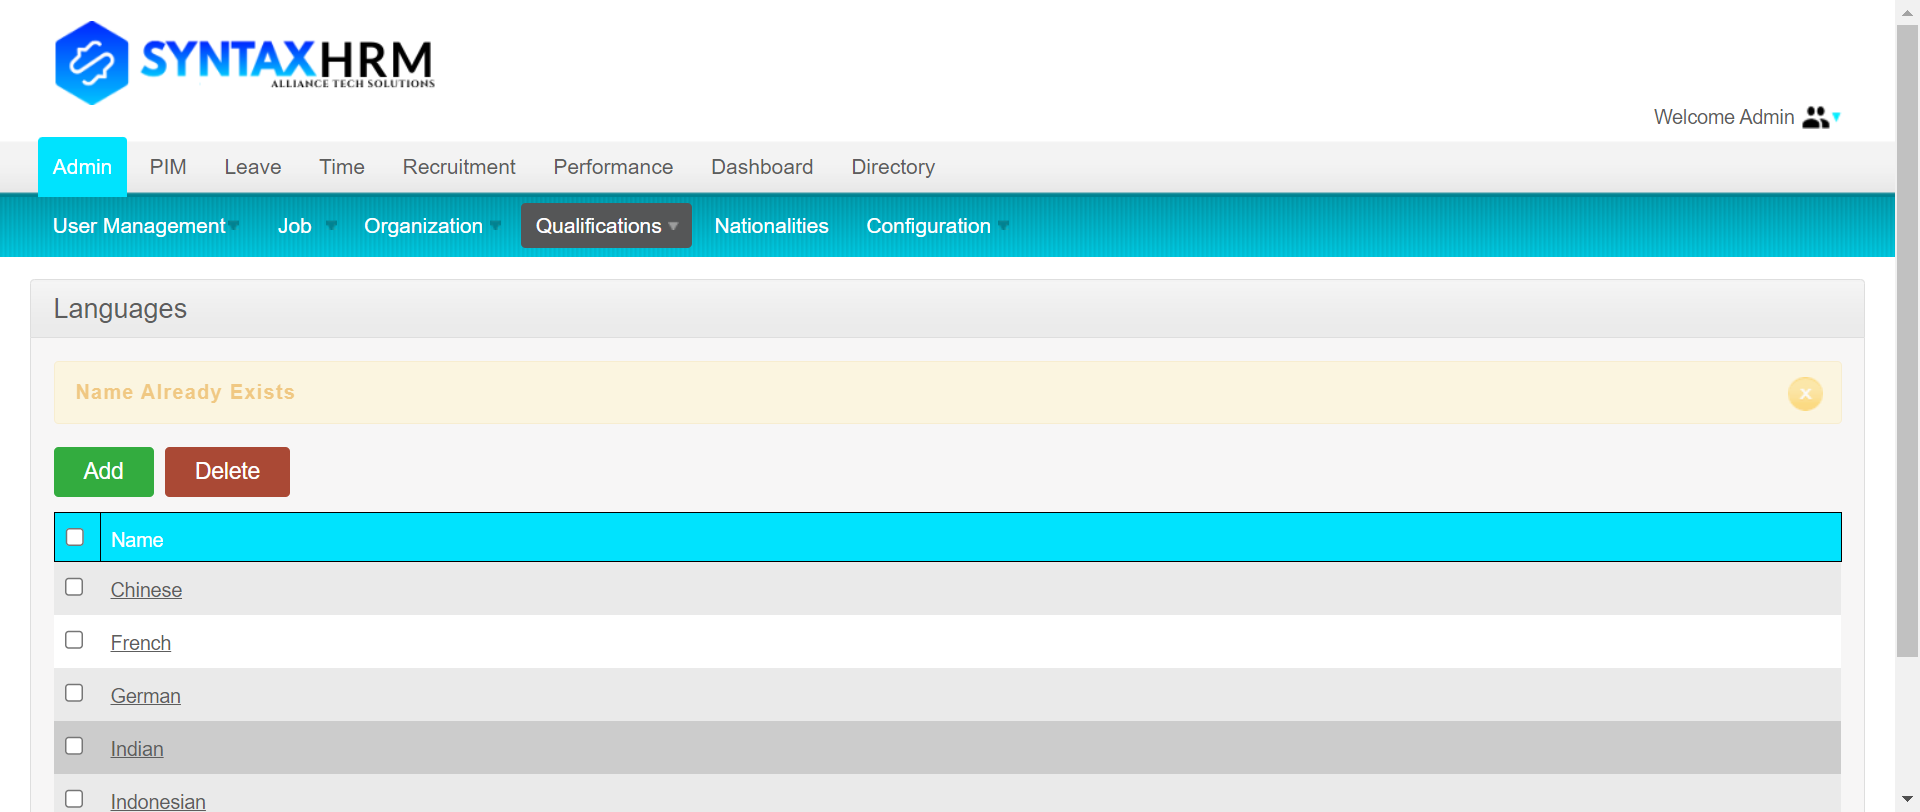 SYNTAXHRM
ALLIANCE TECH SOLUTIONS
Welcome Admin
Admin PIM Leave Time Recruitment Performance Dashboard Directory
User Management Job Organization Qualifications Nationalities Configuration
Languages
Name Already Exists
Add Delete
Name
Chinese
French
German
Indian
Indonesian